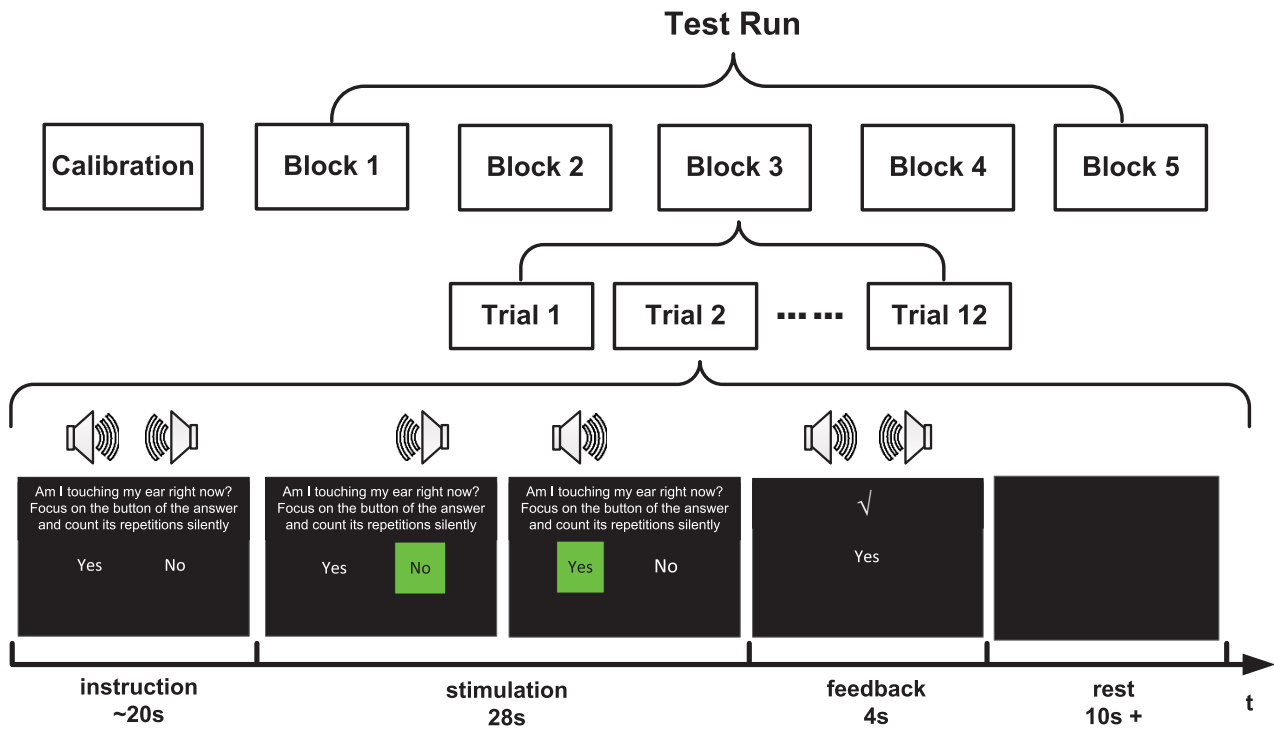 Test Run
Calibration
Block 1
Block 2
Block 3
Block 4
Block 5
Trial 1
Trial 2
Trial 12
Am I touching my ear right now?
Focus on the button of the answer
and count its repetitions silently
Yes
No
Am I touching my ear right now?
Focus on the button of the answer
and count its repetitions silently
Yes
No
Am I touching my ear right now?
Focus on the button of the answer
and count its repetitions silently
Yes
No
√
Yes
instruction
~20s
stimulation
28s
feedback
4s
rest
10s +
t